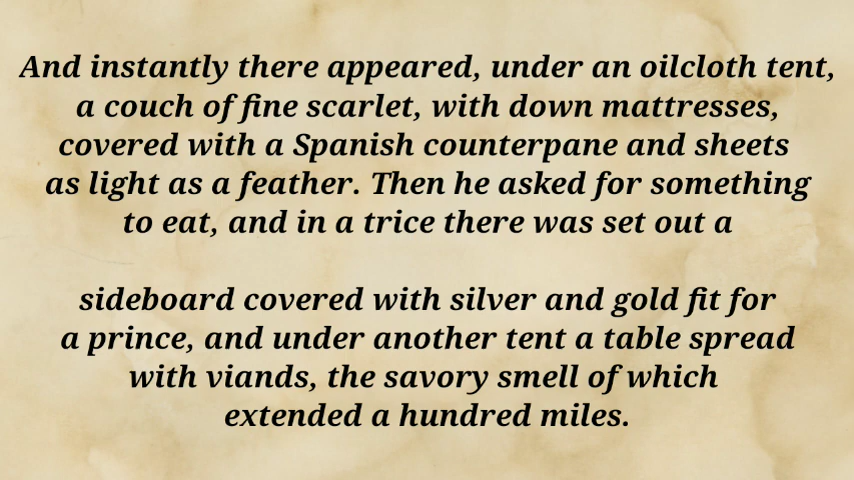 And instantly there appeared, under an oilcloth tent,
a couch of fine scarlet, with down mattresses,
covered with a Spanish counterpane and sheets
as light as a feather. Then he asked for something
to eat, and in a trice there was set out a
sideboard covered with silver and gold fit for
a prince, and under another tent a table spread
with viands, the savory smell of which
extended a hundred miles.